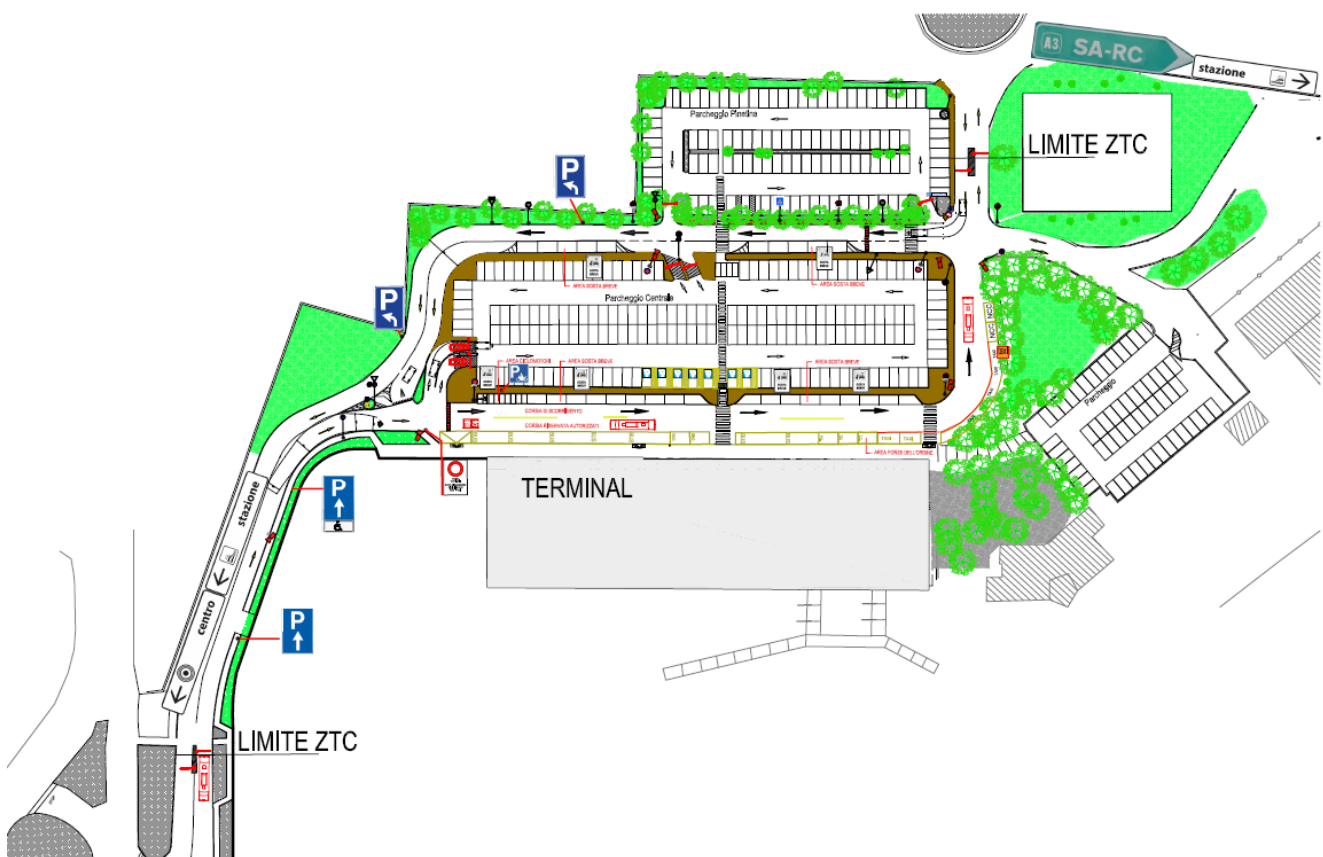 A3 SA-RC
stazione
Parcheggio Pinetina
LIMITE ZTC
P
AREA SOSTA BREVE
AREA SOSTA BREVE
NCC
NCC
Parcheggio Centrale
P
AREA CICLOMOTORI
AREA SOSTA BREVE
AREA SOSTA BREVE
P
Parcheggio
CORSIA DI SCORRIMENTO
CORSIA RISERVATA AUTORIZZATI
TAXI
TAXI
AREA FORZE DELL'ORDINE
TERMINAL
P
stazione
P
centro
LIMITE ZTC